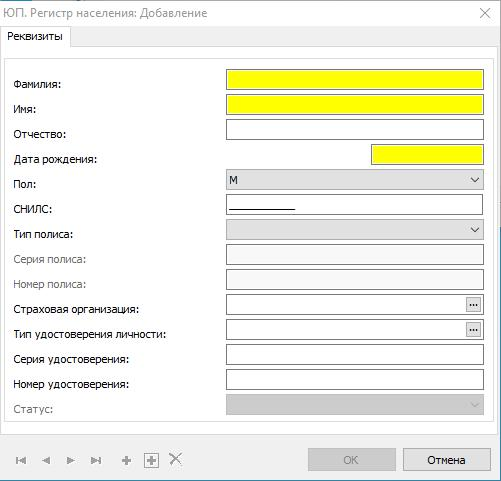 ЮП. Регистр населения: Добавление
Реквизиты
Фамилия:
Имя:
Отчество:
Дата рождения:
Пол: М
СНИЛС:
Тип полиса:
Серия полиса:
Номер полиса:
Страховая организация: ...
Тип удостоверения личности: ...
Серия удостоверения:
Номер удостоверения:
Статус:
OK Отмена